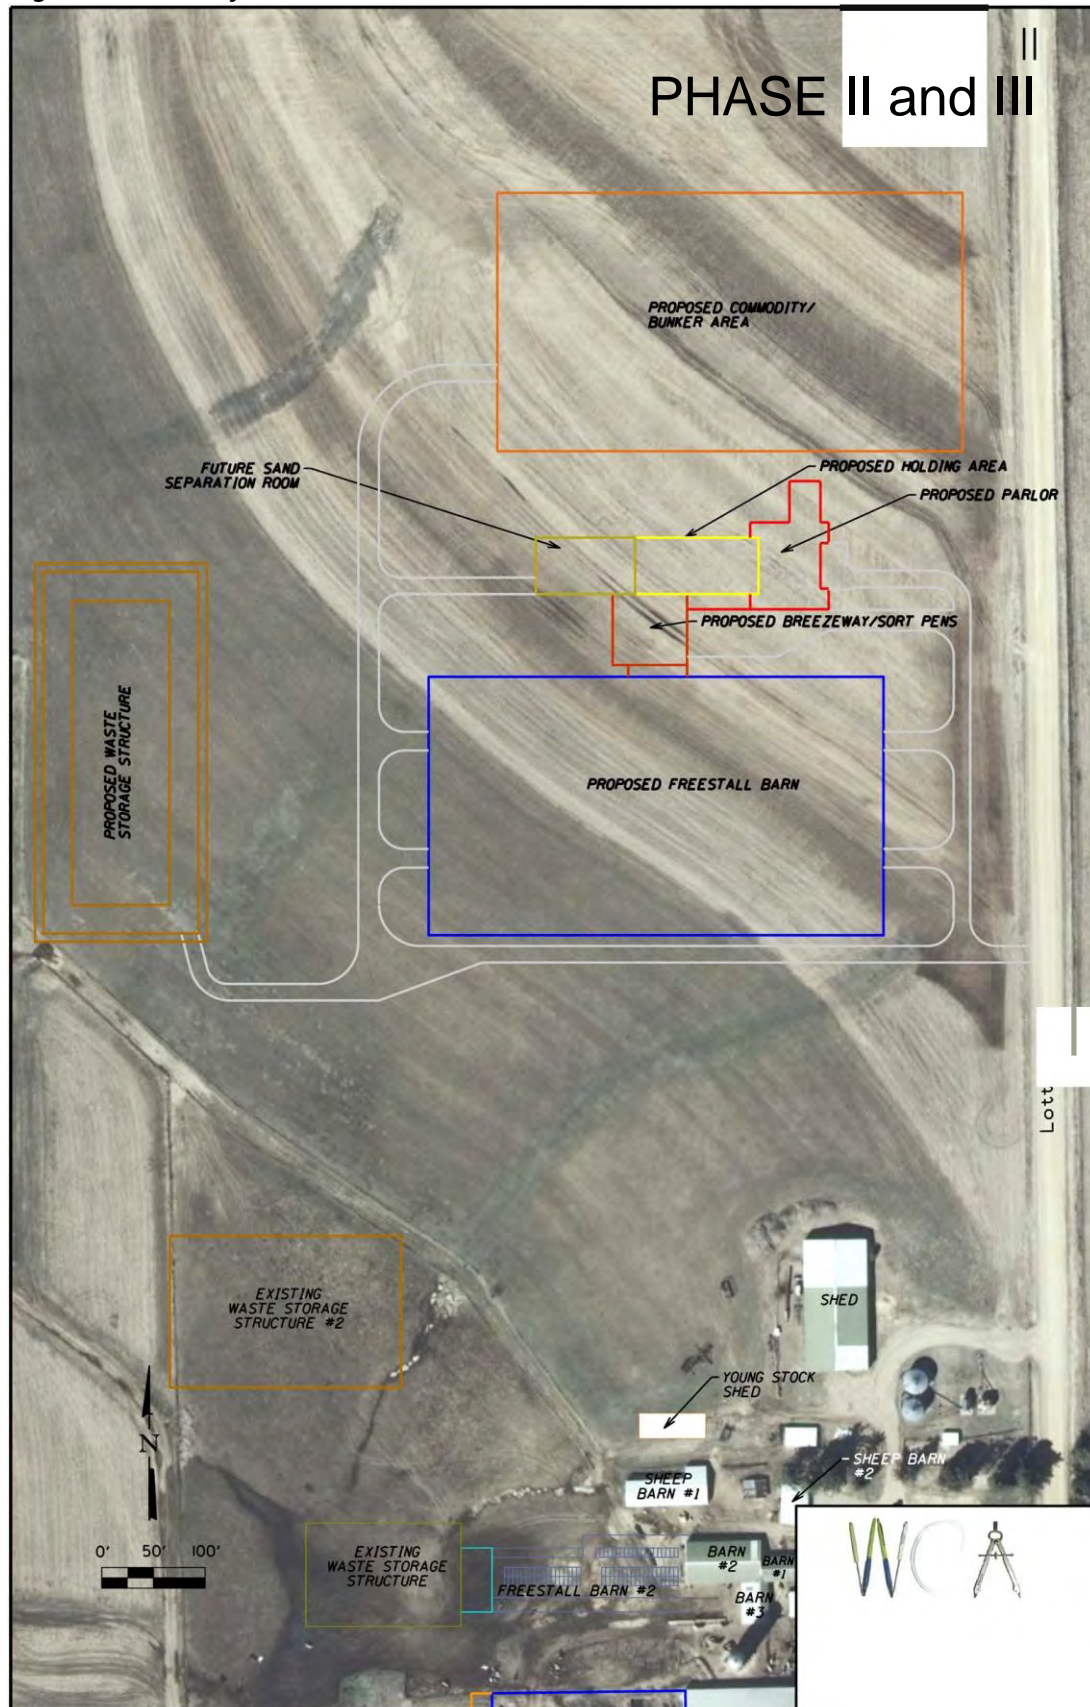 II
PHASE II and III
PROPOSED COMMODITY/
BUNKER AREA
FUTURE SAND
SEPARATION ROOM
PROPOSED HOLDING AREA
PROPOSED PARLOR
PROPOSED BREEZEWAY/SORT PENS
PROPOSED WASTE
STORAGE STRUCTURE
PROPOSED FREESTALL BARN
Lott
EXISTING
WASTE STORAGE
STRUCTURE #2
SHED
YOUNG STOCK
SHED
N
SHEEP BARN
#2
SHEEP
BARN #1
0' 50' 100'
EXISTING
WASTE STORAGE
STRUCTURE
FREESTALL BARN #2
BARN
#2
BARN
#1
BARN
#3